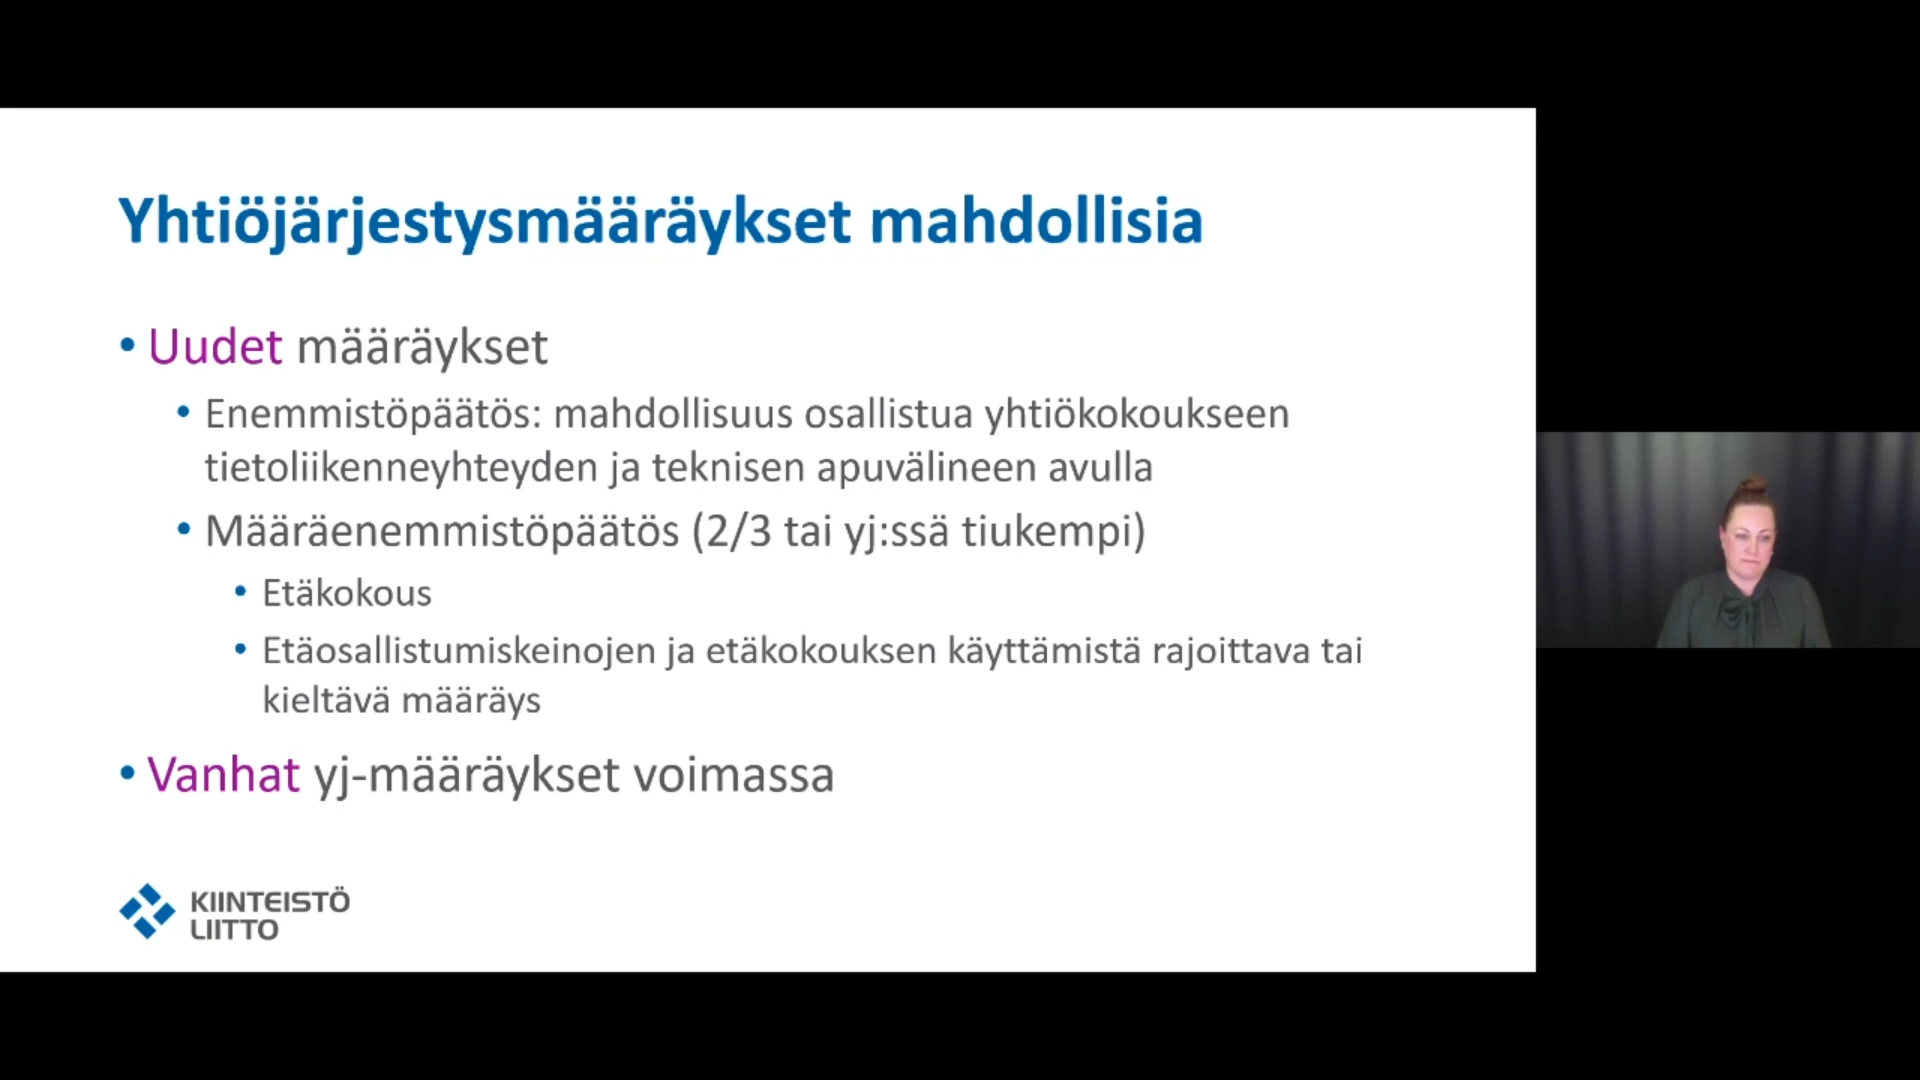 Yhtiöjärjestysmääräykset mahdollisia
• Uudet määräykset
• Enemmistöpäätös: mahdollisuus osallistua yhtiökokoukseen
tietoliikenneyhteyden ja teknisen apuvälineen avulla
• Määräenemmistöpäätös (2/3 tai yj:ssä tiukempi)
• Etäkokous
• Etäosallistumiskeinojen ja etäkokouksen käyttämistä rajoittava tai
kieltävä määräys
• Vanhat yj-määräykset voimassa
KIINTEISTÖ
LIITTO